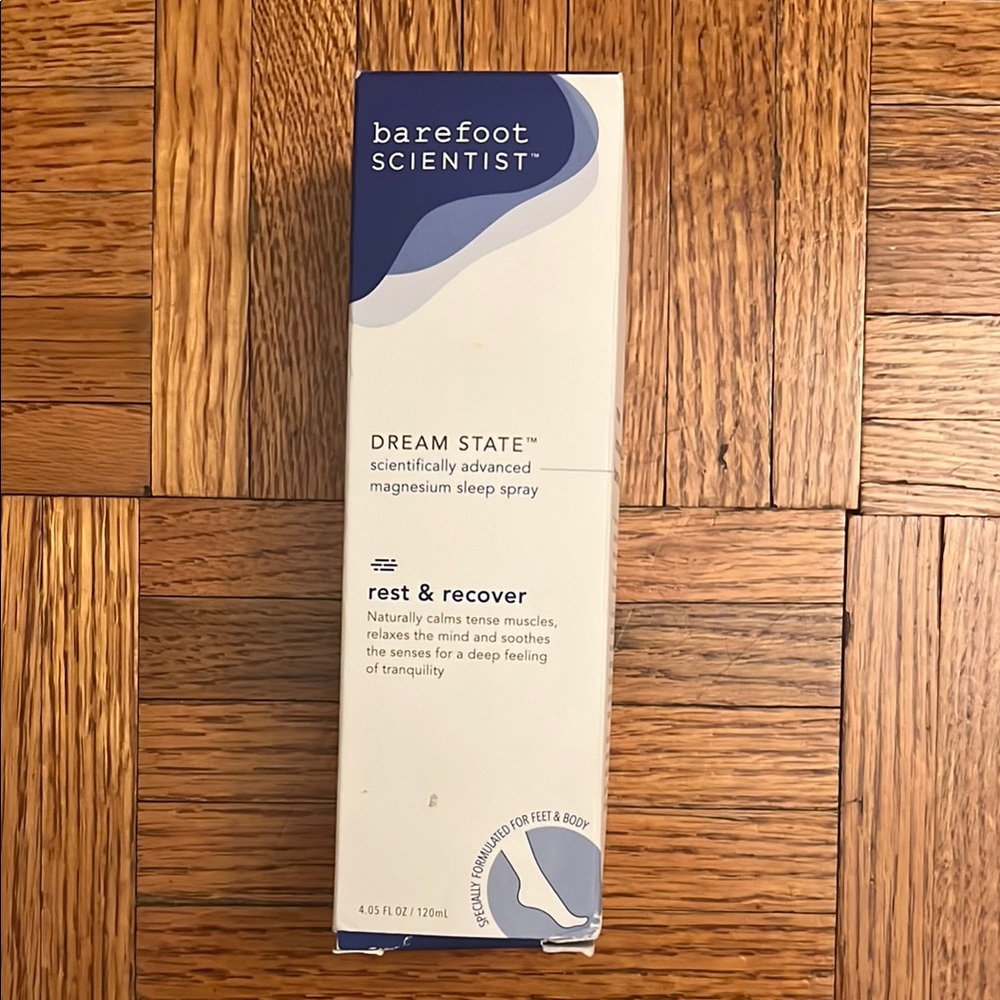 barefoot
SCIENTIST™
DREAM STATE™
scientifically advanced
magnesium sleep spray
rest & recover
Naturally calms tense muscles,
relaxes the mind and soothes
the senses for a deep feeling
of tranquility
SPECIALLY FORMULATED FOR FEET & BODY
4.05 FL OZ / 120mL